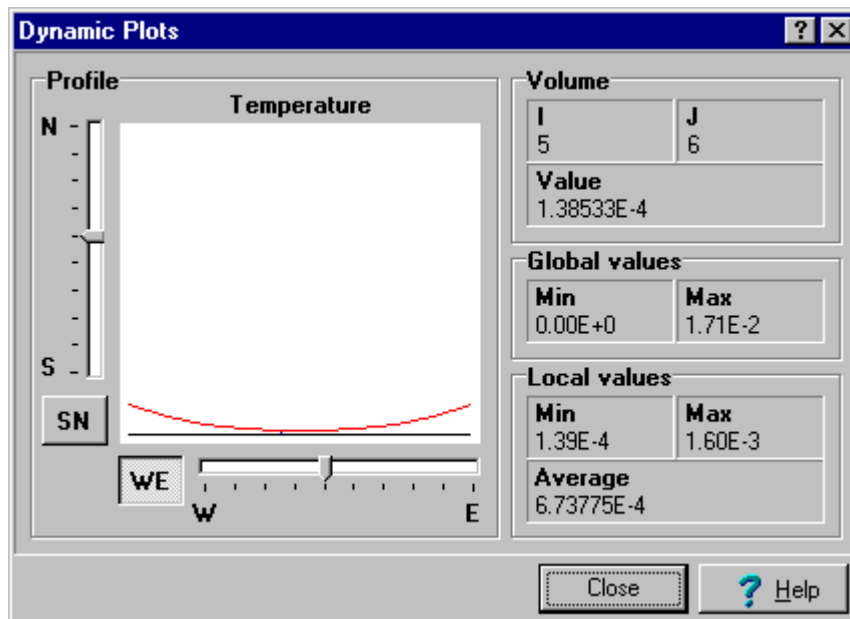 Dynamic Plots
Profile
Temperature
N
S
SN
WE
W
E
Volume
I
5
J
6
Value
1.38533E-4
Global values
Min
0.00E+0
Max
1.71E-2
Local values
Min
1.39E-4
Max
1.60E-3
Average
6.73775E-4
Close
? Help